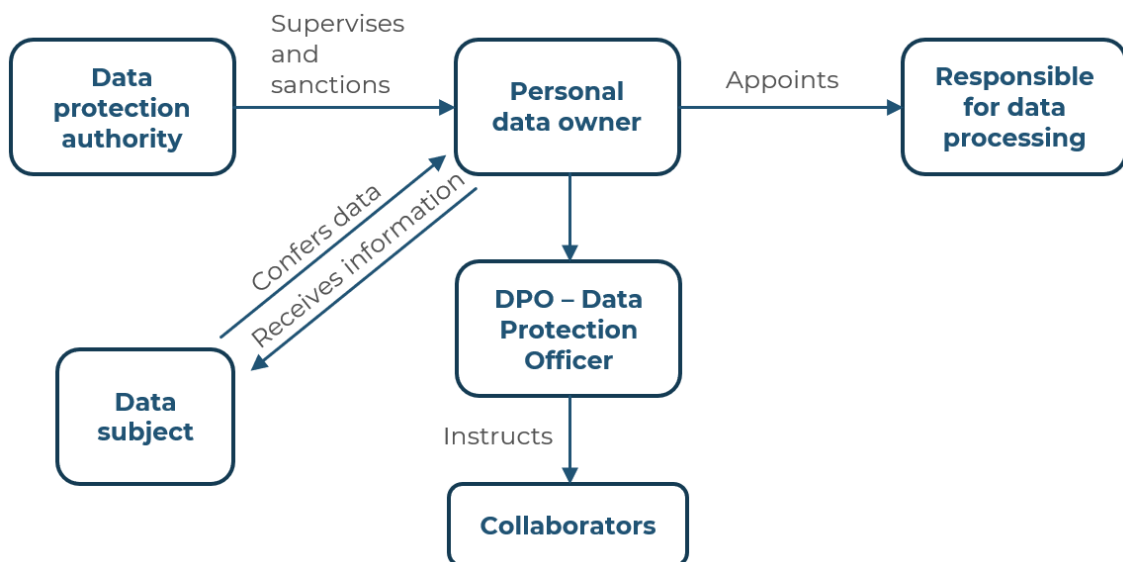 Supervises
and
sanctions
Data
protection
authority
Personal
data owner
Appoints
Responsible
for data
processing
Confers data
Receives information
DPO – Data
Protection
Officer
Data
subject
Instructs
Collaborators